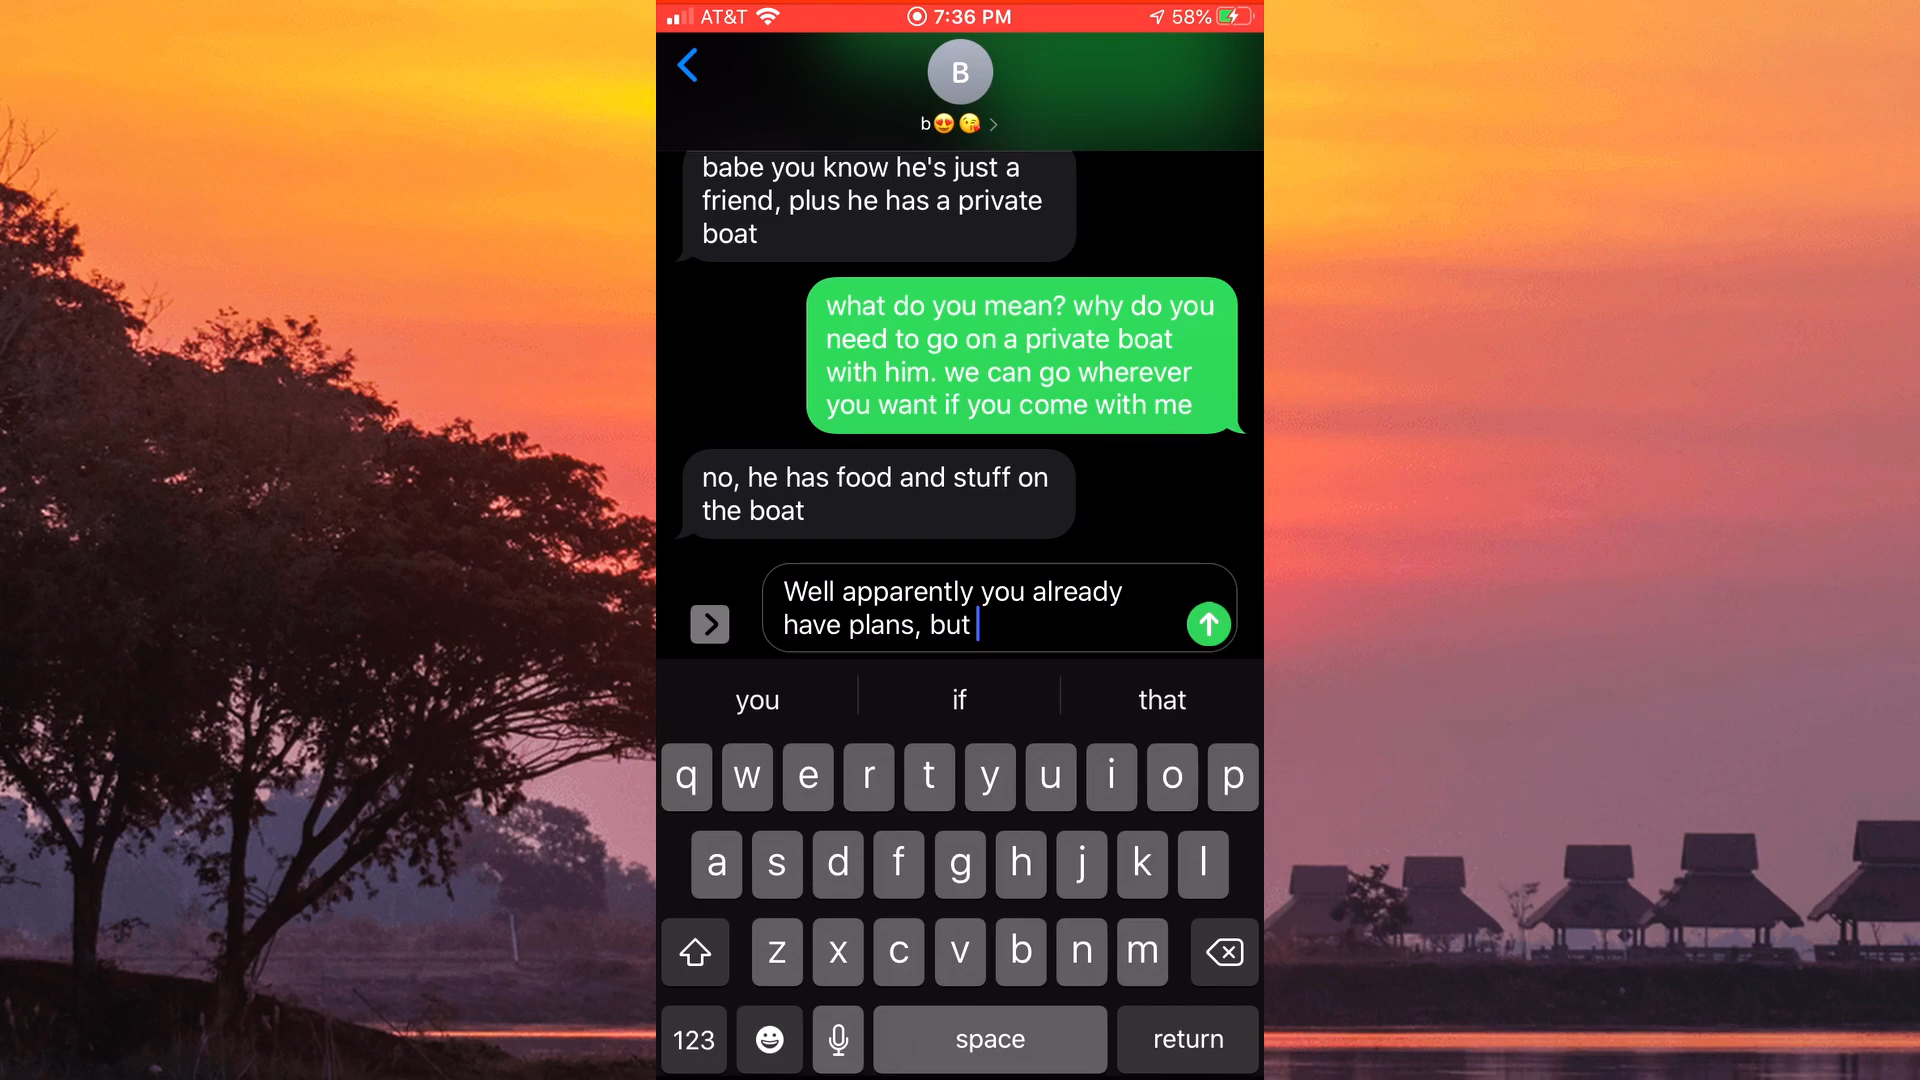 AT&T 7:36 PM 58%
B
b😍😘
babe you know he's just a
friend, plus he has a private
boat
what do you mean? why do you
need to go on a private boat
with him. we can go wherever
you want if you come with me
no, he has food and stuff on
the boat
Well apparently you already
have plans, but
you if that
q w e r t y u i o p
a s d f g h j k l
z x c v b n m
123 space return